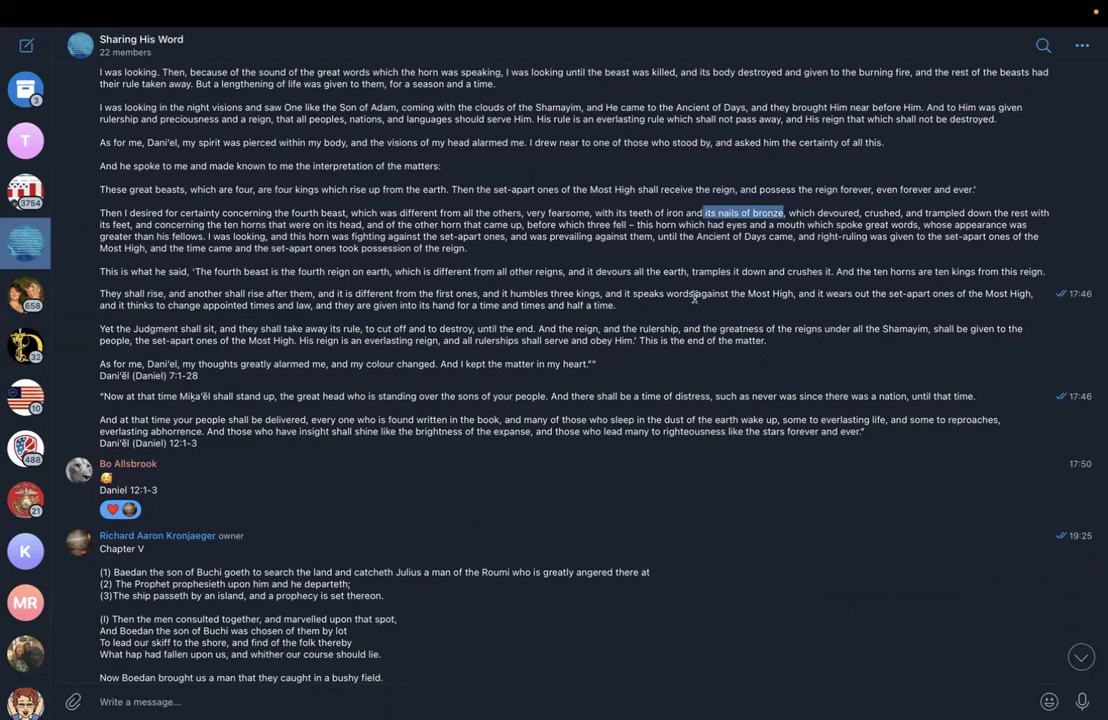 Sharing His Word
22 members
I was looking. Then, because of the sound of the great words which the horn was speaking, I was looking until the beast was killed, and its body destroyed and given to the burning fire, and the rest of the beasts had
their rule taken away. But a lengthening of life was given to them, for a season and a time.
I was looking in the night visions and saw One like the Son of Adam, coming with the clouds of the Shamayim, and He came to the Ancient of Days, and they brought Him near before Him. And to Him was given
rulership and preciousness and a reign, that all peoples, nations, and languages should serve Him. His rule is an everlasting rule which shall not pass away, and His reign that which shall not be destroyed.
As for me, Dani'el, my spirit was pierced within my body, and the visions of my head alarmed me. I drew near to one of those who stood by, and asked him the certainty of all this.
And he spoke to me and made known to me the interpretation of the matters:
These great beasts, which are four, are four kings which rise up from the earth. Then the set-apart ones of the Most High shall receive the reign, and possess the reign forever, even forever and ever.'
Then I desired for certainty concerning the fourth beast, which was different from all the others, very fearsome, with its teeth of iron and its nails of bronze, which devoured, crushed, and trampled down the rest with
its feet, and concerning the ten horns that were on its head, and of the other horn that came up, before which three fell – this horn which had eyes and a mouth which spoke great words, whose appearance was
greater than his fellows. I was looking, and this horn was fighting against the set-apart ones, and was prevailing against them, until the Ancient of Days came, and right-ruling was given to the set-apart ones of the
Most High, and the time came and the set-apart ones took possession of the reign.
This is what he said, 'The fourth beast is the fourth reign on earth, which is different from all other reigns, and it devours all the earth, tramples it down and crushes it. And the ten horns are ten kings from this reign.
They shall rise, and another shall rise after them, and it is different from the first ones, and it humbles three kings, and it speaks words against the Most High, and it wears out the set-apart ones of the Most High,
and it thinks to change appointed times and law, and they are given into its hand for a time and times and half a time.
17:46
Yet the Judgment shall sit, and they shall take away its rule, to cut off and to destroy, until the end. And the reign, and the rulership, and the greatness of the reigns under all the Shamayim, shall be given to the
people, the set-apart ones of the Most High. His reign is an everlasting reign, and all rulerships shall serve and obey Him.' This is the end of the matter.
As for me, Dani'el, my thoughts greatly alarmed me, and my colour changed. And I kept the matter in my heart.”“
Dani'ĕl (Daniel) 7:1-28
“Now at that time Miḵa'ĕl shall stand up, the great head who is standing over the sons of your people. And there shall be a time of distress, such as never was since there was a nation, until that time.
17:46
And at that time your people shall be delivered, every one who is found written in the book, and many of those who sleep in the dust of the earth wake up, some to everlasting life, and some to reproaches,
everlasting abhorrence. And those who have insight shall shine like the brightness of the expanse, and those who lead many to righteousness like the stars forever and ever.”
Dani'ĕl (Daniel) 12:1-3
Bo Allsbrook
17:50
Daniel 12:1-3
Richard Aaron Kronjaeger owner
19:25
Chapter V
(1) Baedan the son of Buchi goeth to search the land and catcheth Julius a man of the Roumi who is greatly angered there at
(2) The Prophet prophesieth upon him and he departeth;
(3)The ship passeth by an island, and a prophecy is set thereon.
(I) Then the men consulted together, and marvelled upon that spot,
And Boedan the son of Buchi was chosen of them by lot
To lead our skiff to the shore, and find of the folk thereby
What hap had fallen upon us, and whither our course should lie.
Now Boedan brought us a man that they caught in a bushy field.
Write a message...
3
T
3754
658
32
10
488
21
K
MR